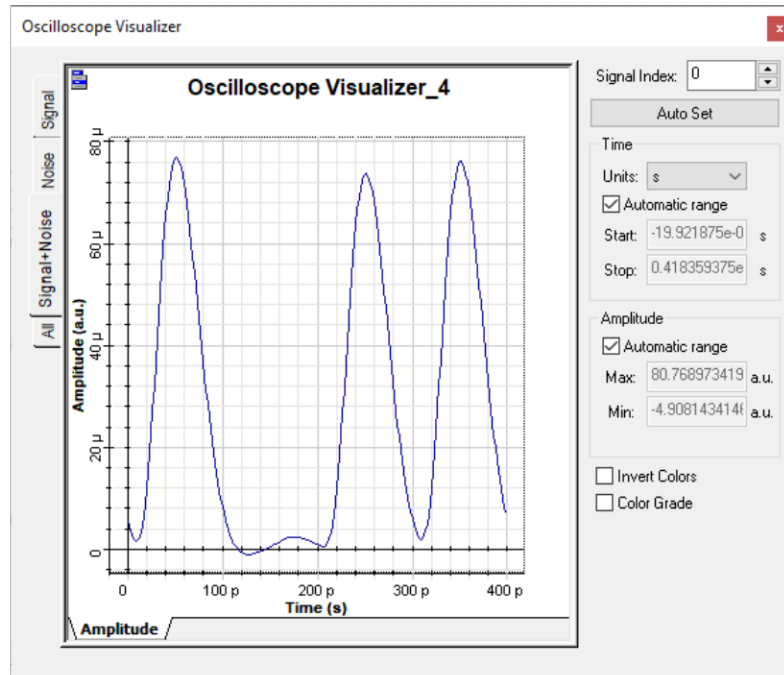 Oscilloscope Visualizer
x
Signal
Noise
Signal+Noise
All
Oscilloscope Visualizer_4
Amplitude (a.u.)
80 µ
60 µ
40 µ
20 µ
0
0 100 p 200 p 300 p 400 p
Time (s)
Amplitude
Signal Index: 0
Auto Set
Time
Units: s
Automatic range
Start: -19.921875e-0 s
Stop: 0.418359375e s
Amplitude
Automatic range
Max: 80.768973419 a.u.
Min: -4.908143414 a.u.
Invert Colors
Color Grade